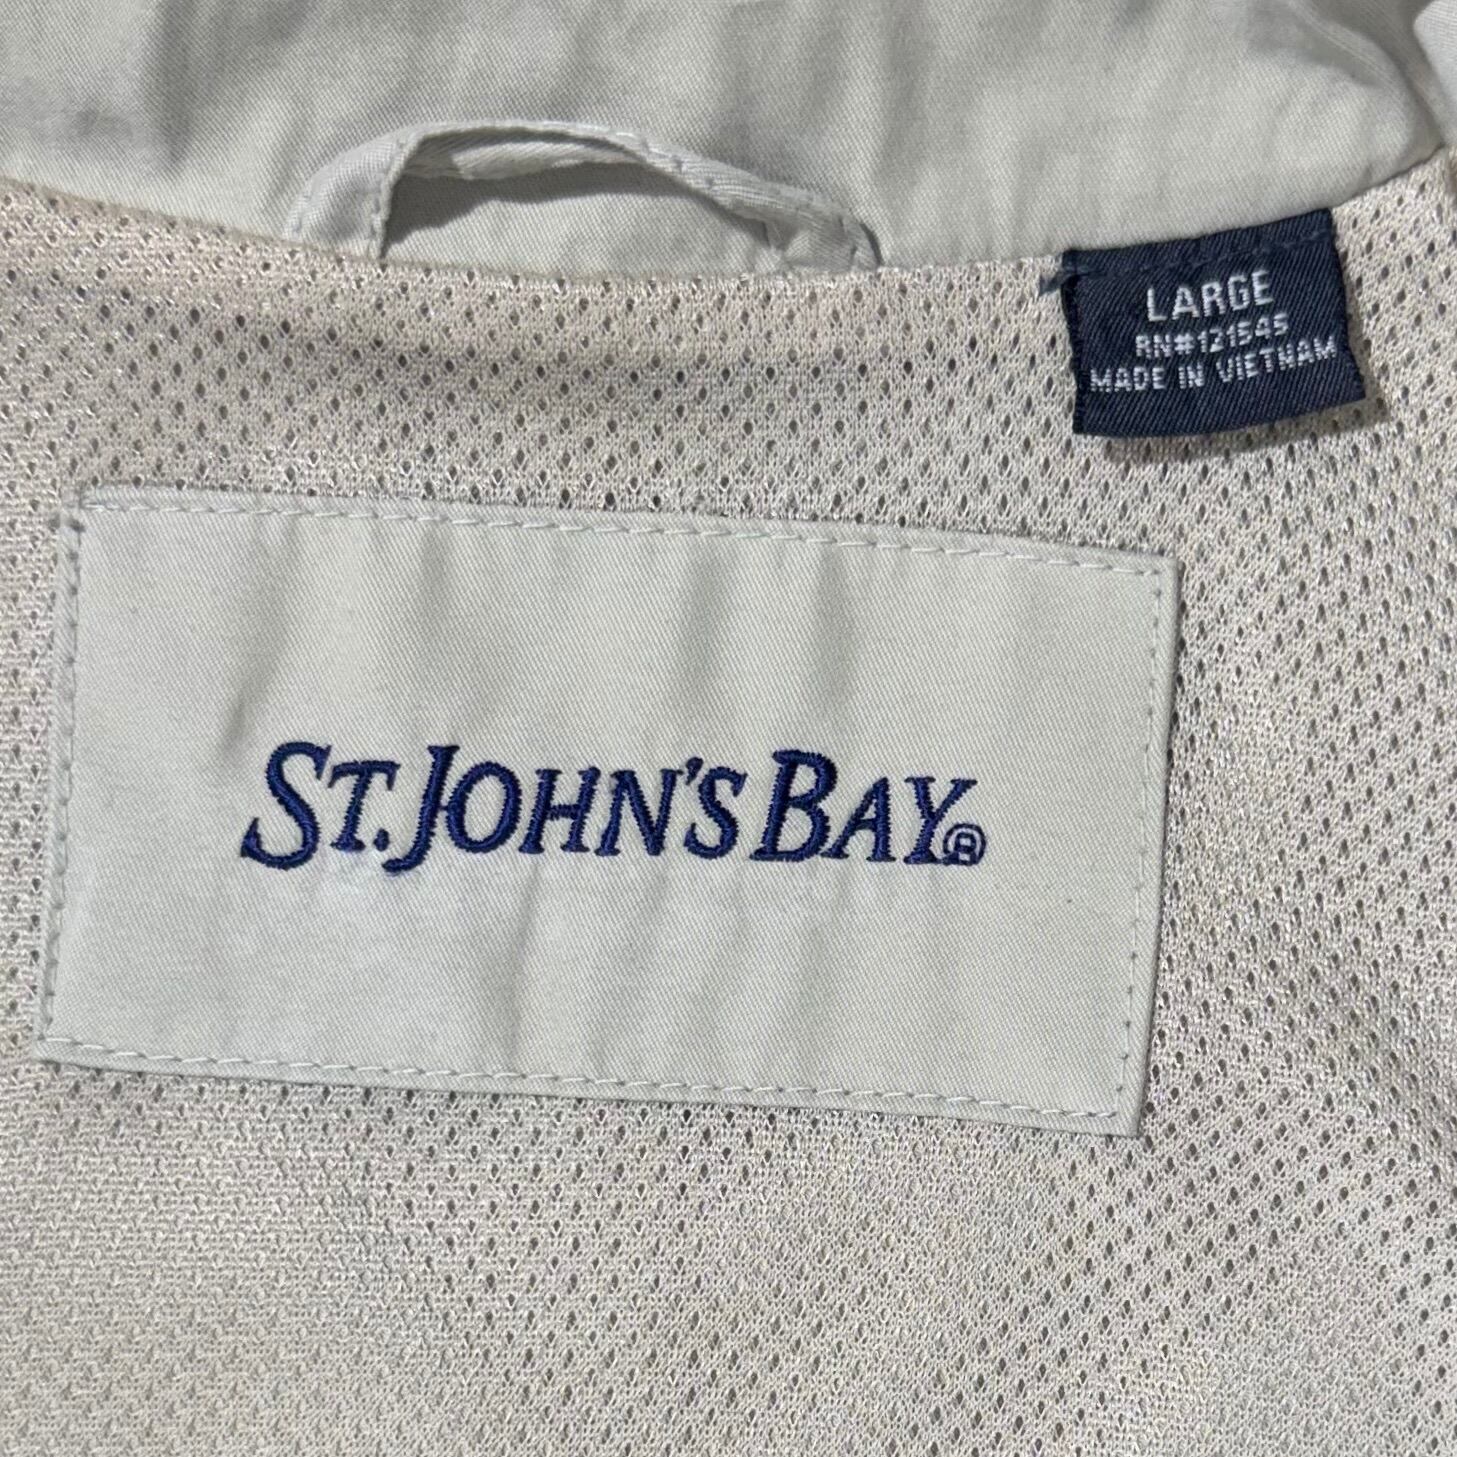 LARGE
RN#121545
MADE IN VIETNAM
ST. JOHN'S BAY®